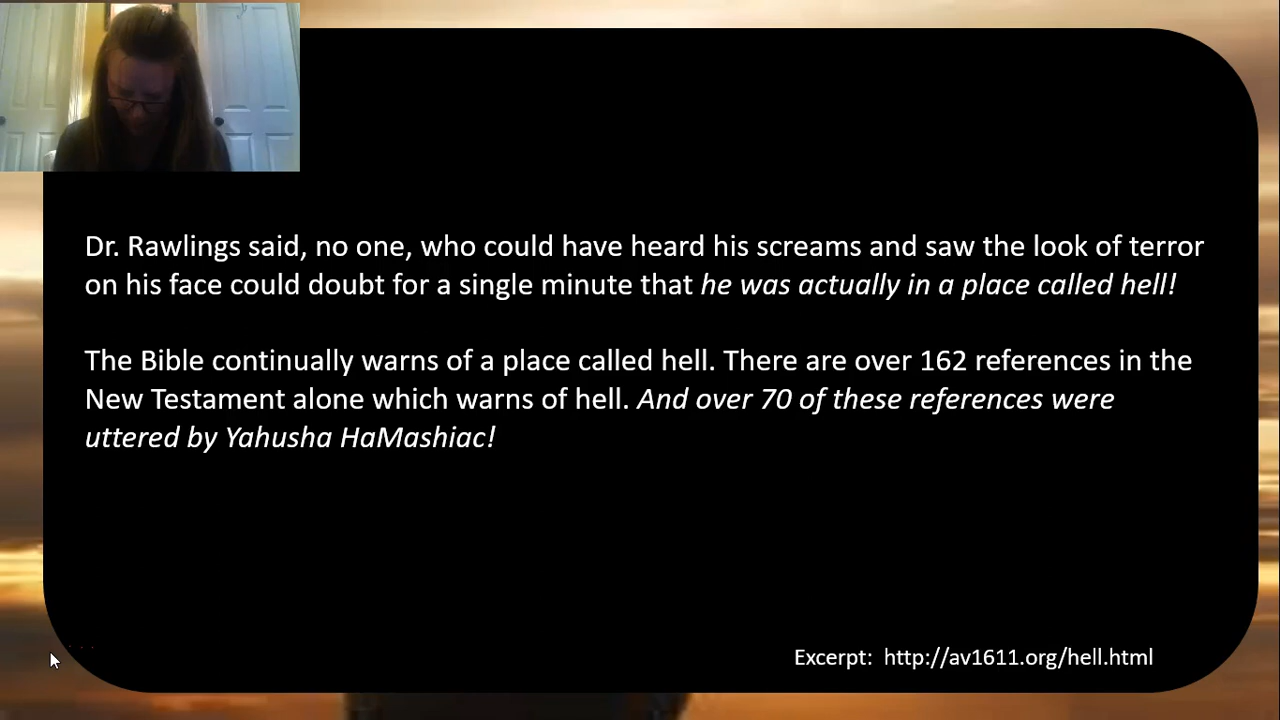 Dr. Rawlings said, no one, who could have heard his screams and saw the look of terror
on his face could doubt for a single minute that he was actually in a place called hell!
The Bible continually warns of a place called hell. There are over 162 references in the
New Testament alone which warns of hell. And over 70 of these references were
uttered by Yahusha HaMashiac!
Excerpt: http://av1611.org/hell.html